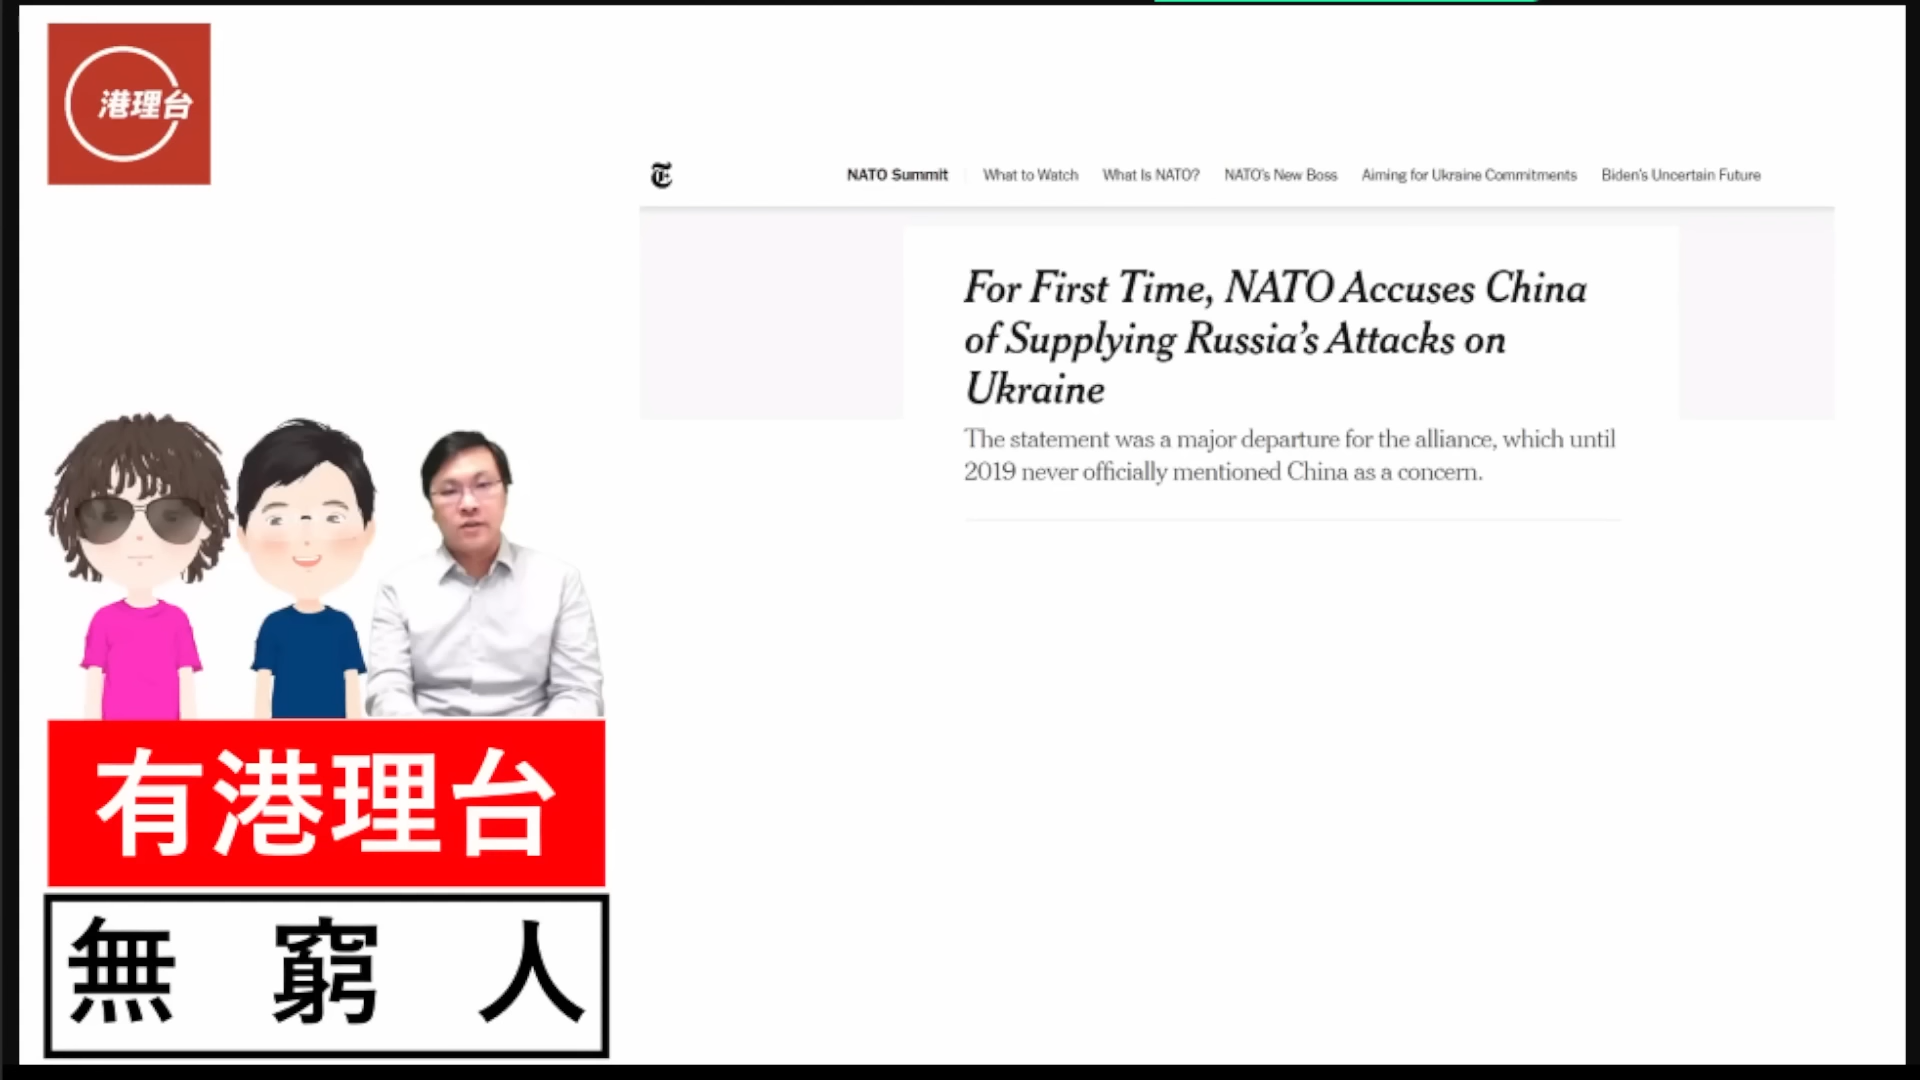 港理台
NATO Summit
What to Watch
What Is NATO?
NATO's New Boss
Aiming for Ukraine Commitments
Biden's Uncertain Future
For First Time, NATO Accuses China
of Supplying Russia's Attacks on
Ukraine
The statement was a major departure for the alliance, which until
2019 never officially mentioned China as a concern.
有港理台
無窮人